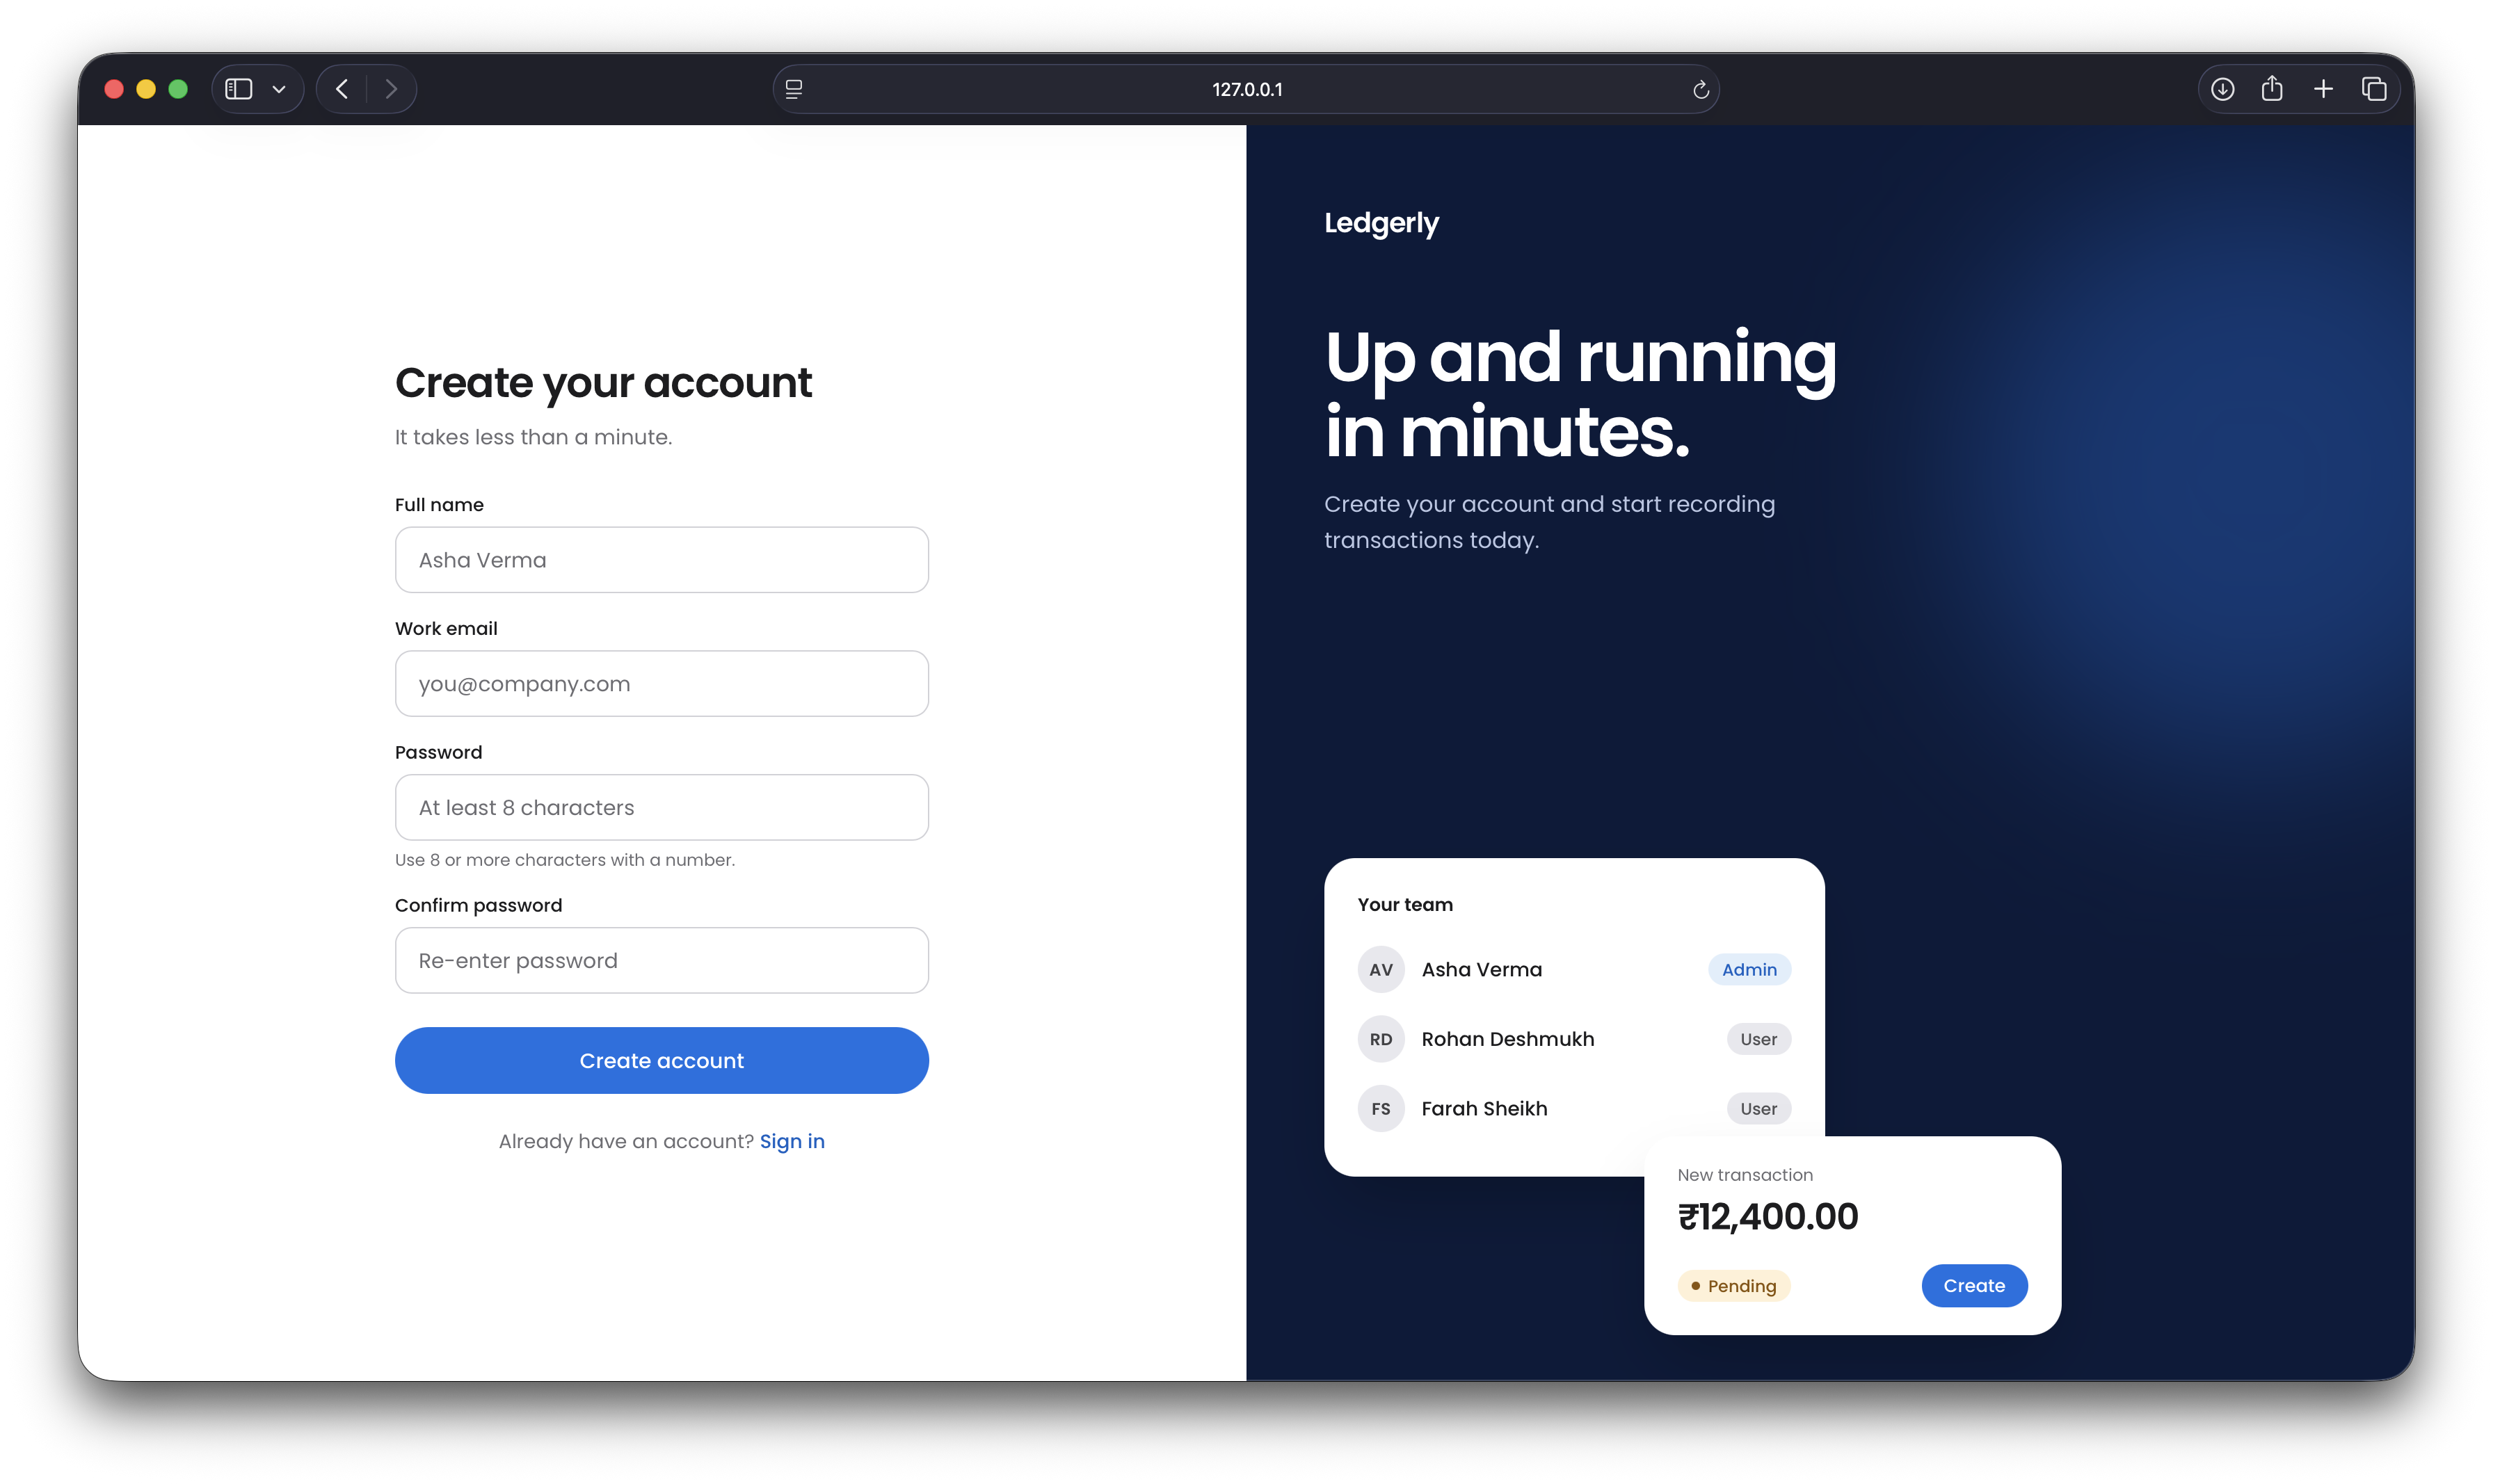 127.0.0.1
Create your account
It takes less than a minute.
Full name
Asha Verma
Work email
you@company.com
Password
At least 8 characters
Use 8 or more characters with a number.
Confirm password
Re-enter password
Create account
Already have an account? Sign in
Ledgerly
Up and running
in minutes.
Create your account and start recording
transactions today.
Your team
AV Asha Verma Admin
RD Rohan Deshmukh User
FS Farah Sheikh User
New transaction
₹12,400.00
Pending Create